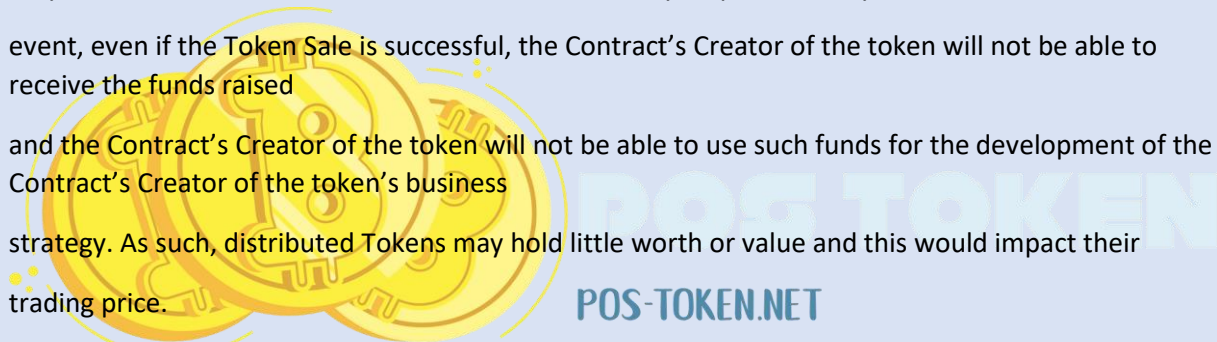 event, even if the Token Sale is successful, the Contract’s Creator of the token will not be able to
receive the funds raised
and the Contract’s Creator of the token will not be able to use such funds for the development of the
Contract’s Creator of the token’s business
POS TOKEN
strategy. As such, distributed Tokens may hold little worth or value and this would impact their
trading price.
POS-TOKEN.NET